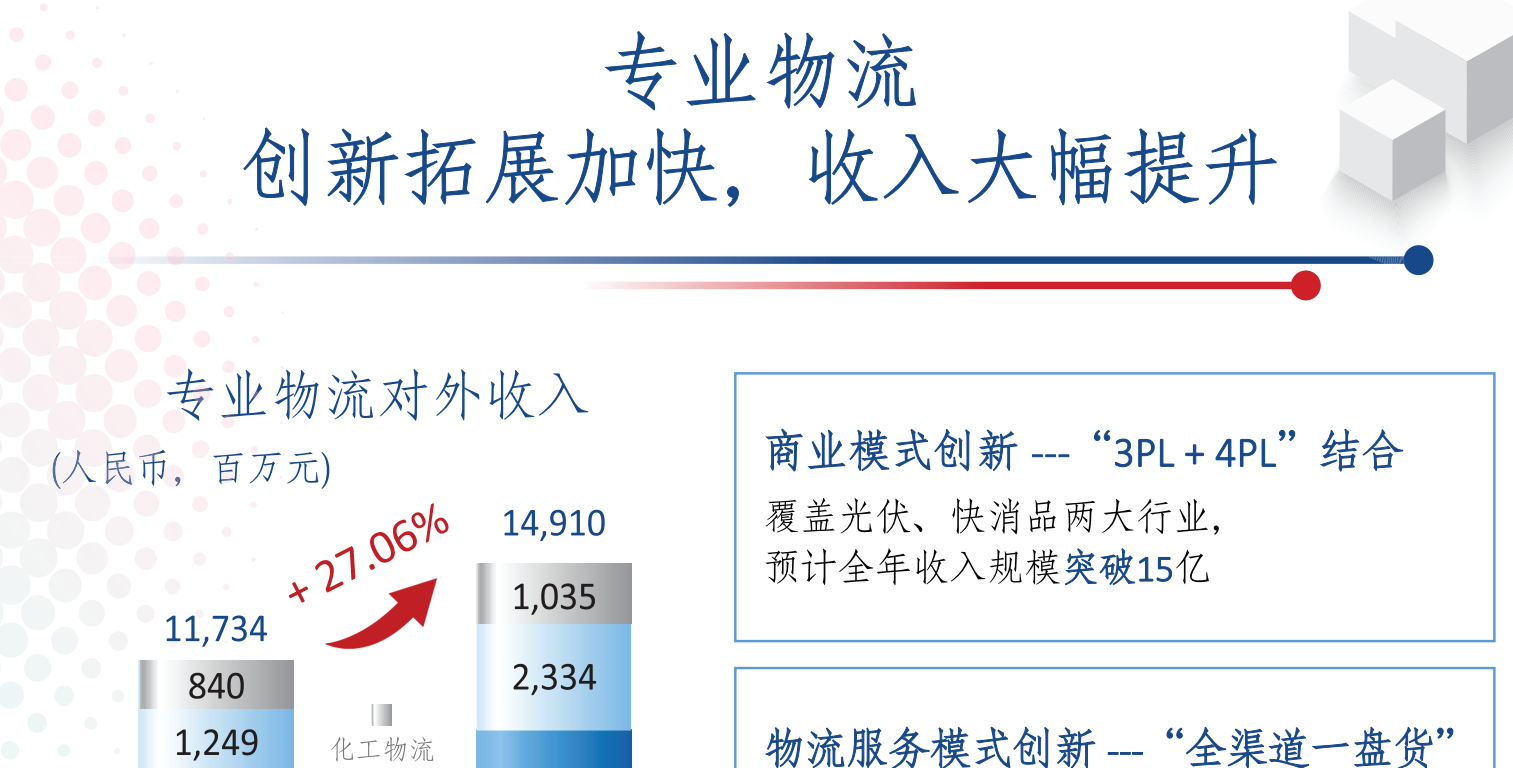 专业物流
创新拓展加快，收入大幅提升
专业物流对外收入
(人民币，百万元)
+ 27.06%
14,910
11,734
1,035
2,334
840
1,249
化工物流
商业模式创新 --- “3PL + 4PL” 结合
覆盖光伏、快消品两大行业，
预计全年收入规模突破15亿
物流服务模式创新 --- “全渠道一盘货”